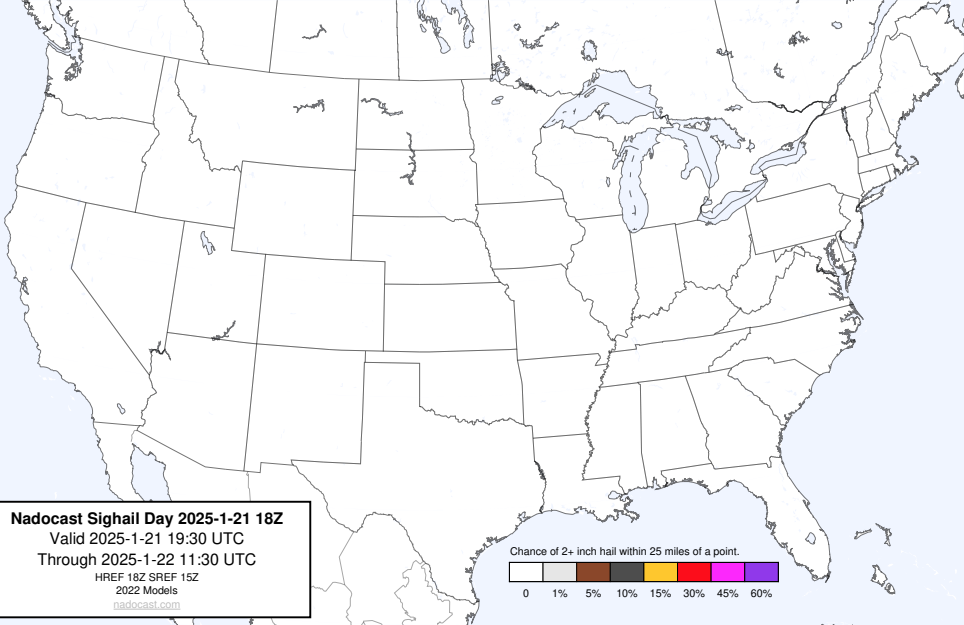 Nadocast Sighail Day 2025-1-21 18Z
Valid 2025-1-21 19:30 UTC
Through 2025-1-22 11:30 UTC
HREF 18Z SREF 15Z
2022 Models
nadocast.com
Chance of 2+ inch hail within 25 miles of a point.
0 1% 5% 10% 15% 30% 45% 60%